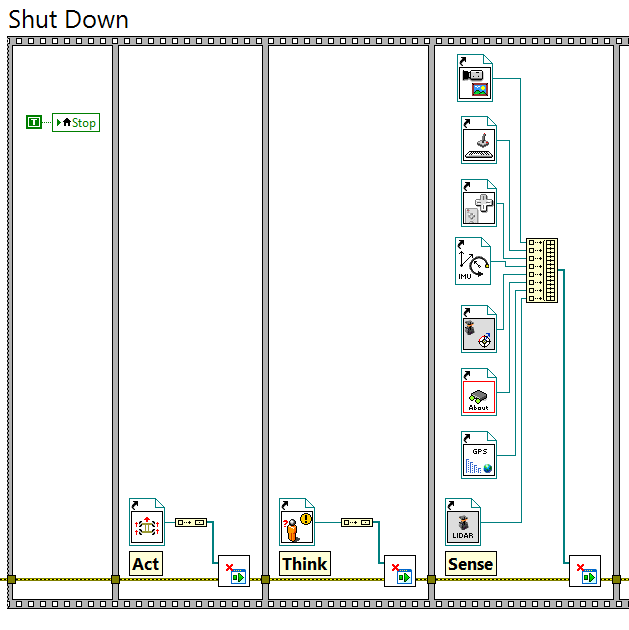 Shut Down
T
Stop
IMU
About
GPS
LIDAR
?
!
Act
Think
Sense